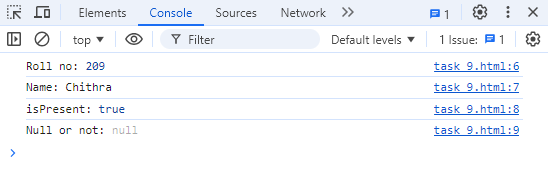 Elements Console Sources Network » 1
top ▼ Filter Default levels ▼ 1 Issue: 1
Roll no: 209 task 9.html:6
Name: Chithra task 9.html:7
isPresent: true task 9.html:8
Null or not: null task 9.html:9
>